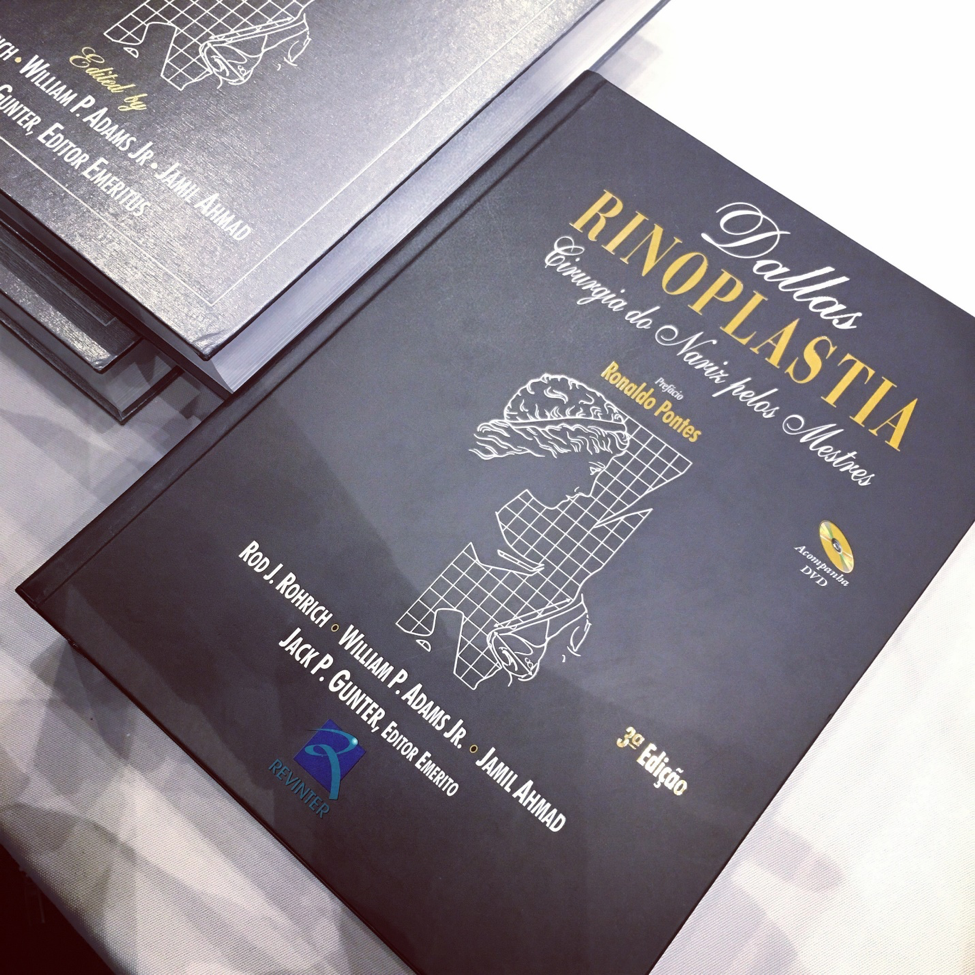 Edited by
WILLIAM P. ADAMS JR. • JAMIL AHMAD
GUNTER, EDITOR EMERITUS
Dallas
RINOPLASTIA
Cirurgia do Nariz pelos Mestres
Prefácio
Ronaldo Pontes
Acompanha
DVD
ROD J. ROHRICH • WILLIAM P. ADAMS JR. • JAMIL AHMAD
JACK P. GUNTER, EDITOR EMERITO
3ª Edição
REVINTER